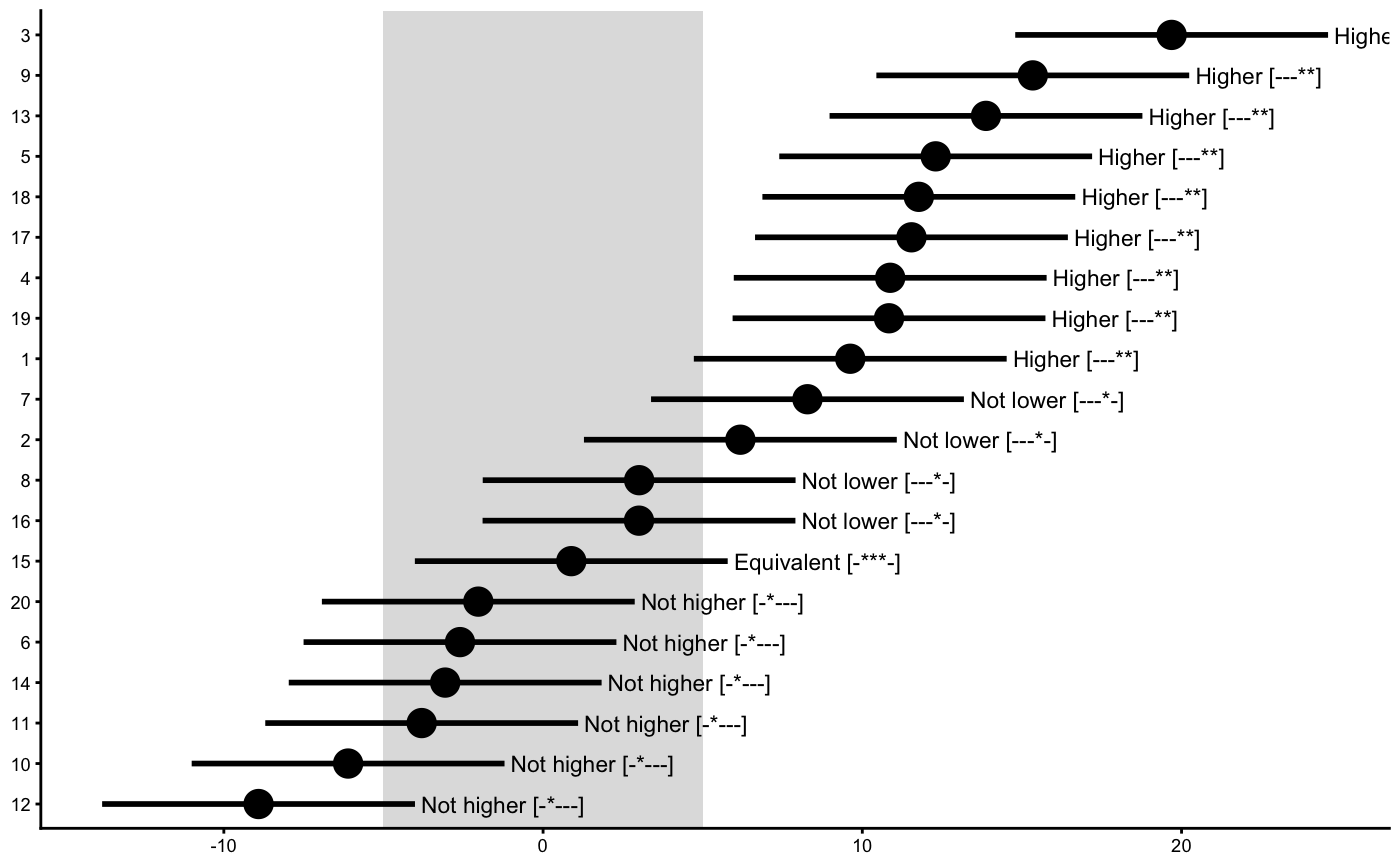 3 Highe
9 Higher [---**]
13 Higher [---**]
5 Higher [---**]
18 Higher [---**]
17 Higher [---**]
4 Higher [---**]
19 Higher [---**]
1 Higher [---**]
7 Not lower [---*-]
2 Not lower [---*-]
8 Not lower [---*-]
16 Not lower [---*-]
15 Equivalent [-***-]
20 Not higher [-*---]
6 Not higher [-*---]
14 Not higher [-*---]
11 Not higher [-*---]
10 Not higher [-*---]
12 Not higher [-*---]
-10 0 10 20